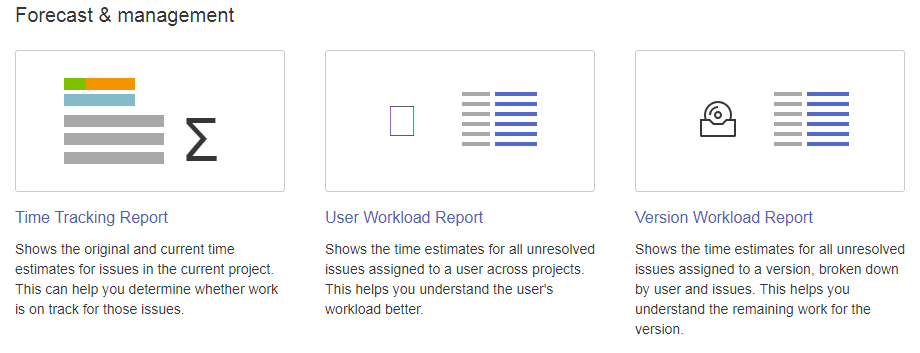 Forecast & management
Σ
Time Tracking Report
Shows the original and current time
estimates for issues in the current project.
This can help you determine whether work
is on track for those issues.
User Workload Report
Shows the time estimates for all unresolved
issues assigned to a user across projects.
This helps you understand the user's
workload better.
Version Workload Report
Shows the time estimates for all unresolved
issues assigned to a version, broken down
by user and issues. This helps you
understand the remaining work for the
version.